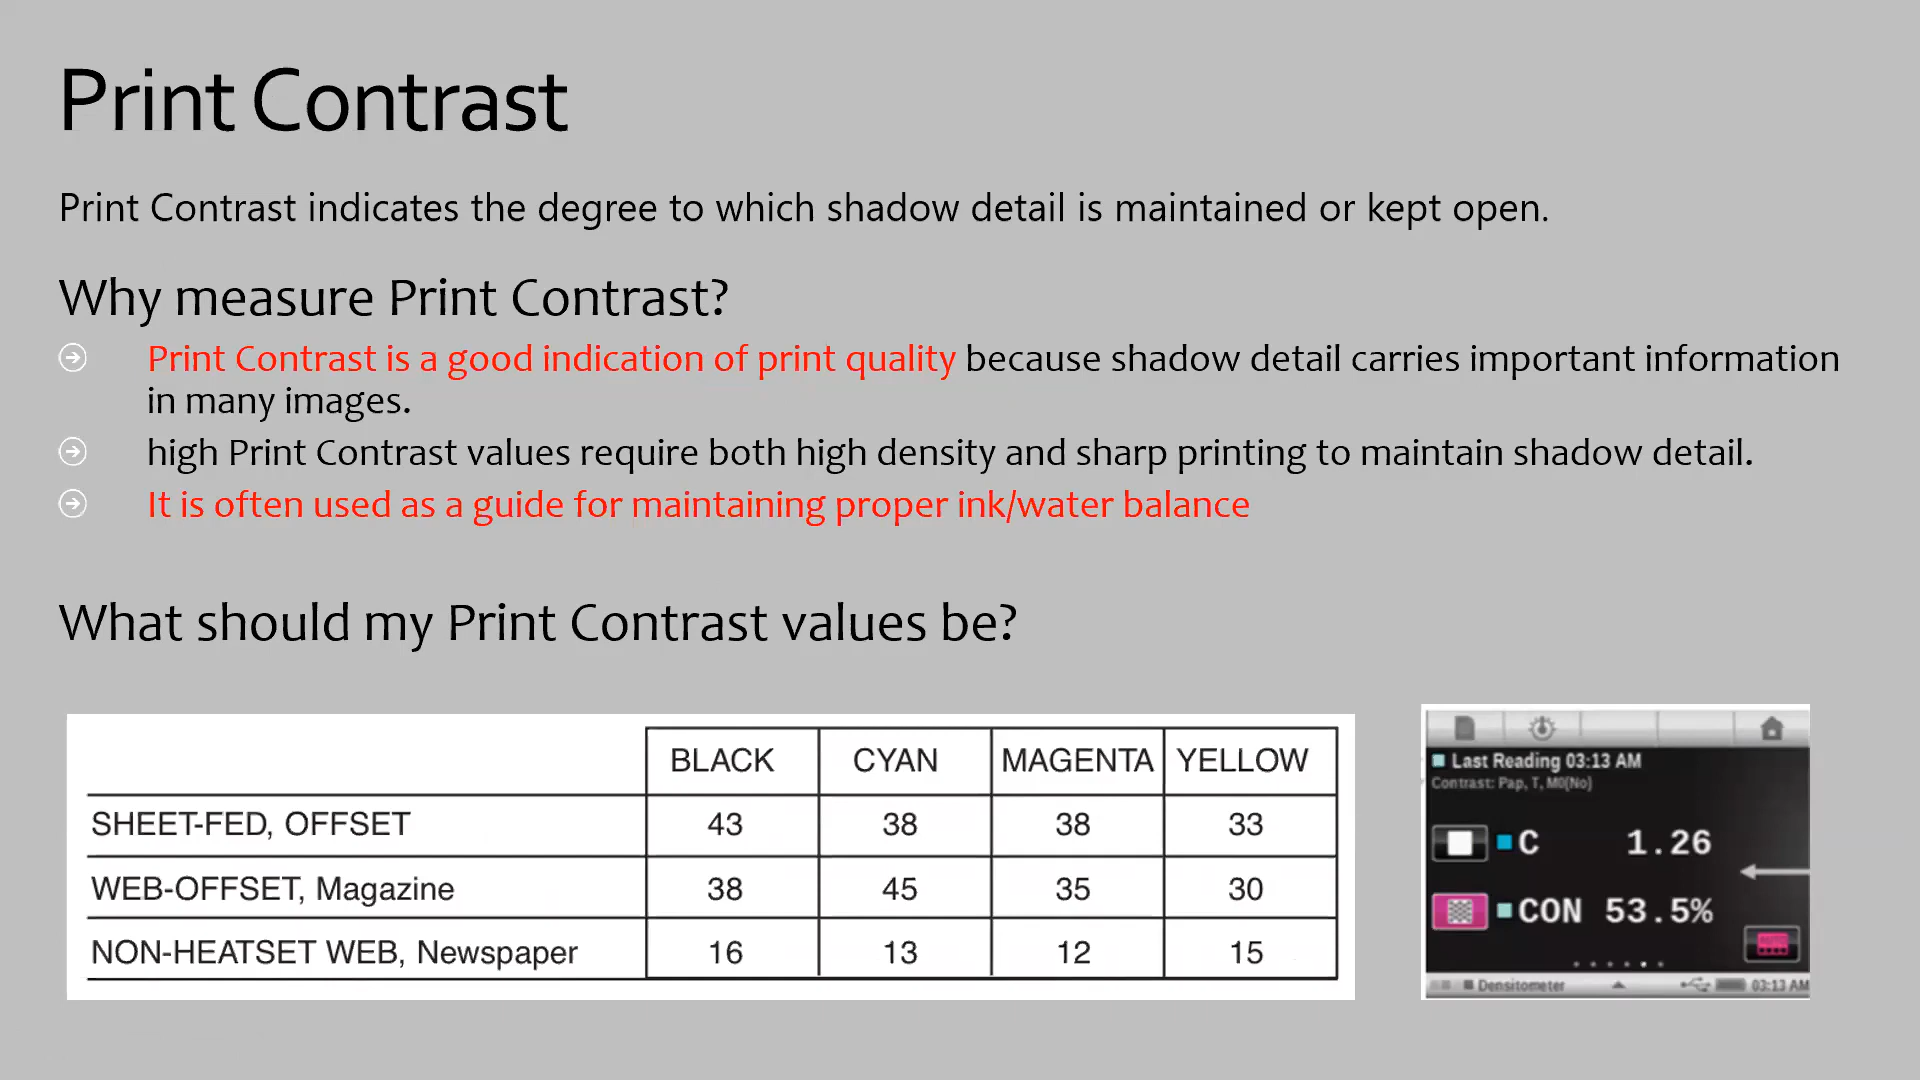 Print Contrast
Print Contrast indicates the degree to which shadow detail is maintained or kept open.
Why measure Print Contrast?
Print Contrast is a good indication of print quality because shadow detail carries important information
in many images.
high Print Contrast values require both high density and sharp printing to maintain shadow detail.
It is often used as a guide for maintaining proper ink/water balance
What should my Print Contrast values be?
BLACK CYAN MAGENTA YELLOW
SHEET-FED, OFFSET 43 38 38 33
WEB-OFFSET, Magazine 38 45 35 30
NON-HEATSET WEB, Newspaper 16 13 12 15
Last Reading 03:13 AM
Contrast: Pap, T, M0(No)
C 1.26
CON 53.5%
Densitometer 03:13 AM